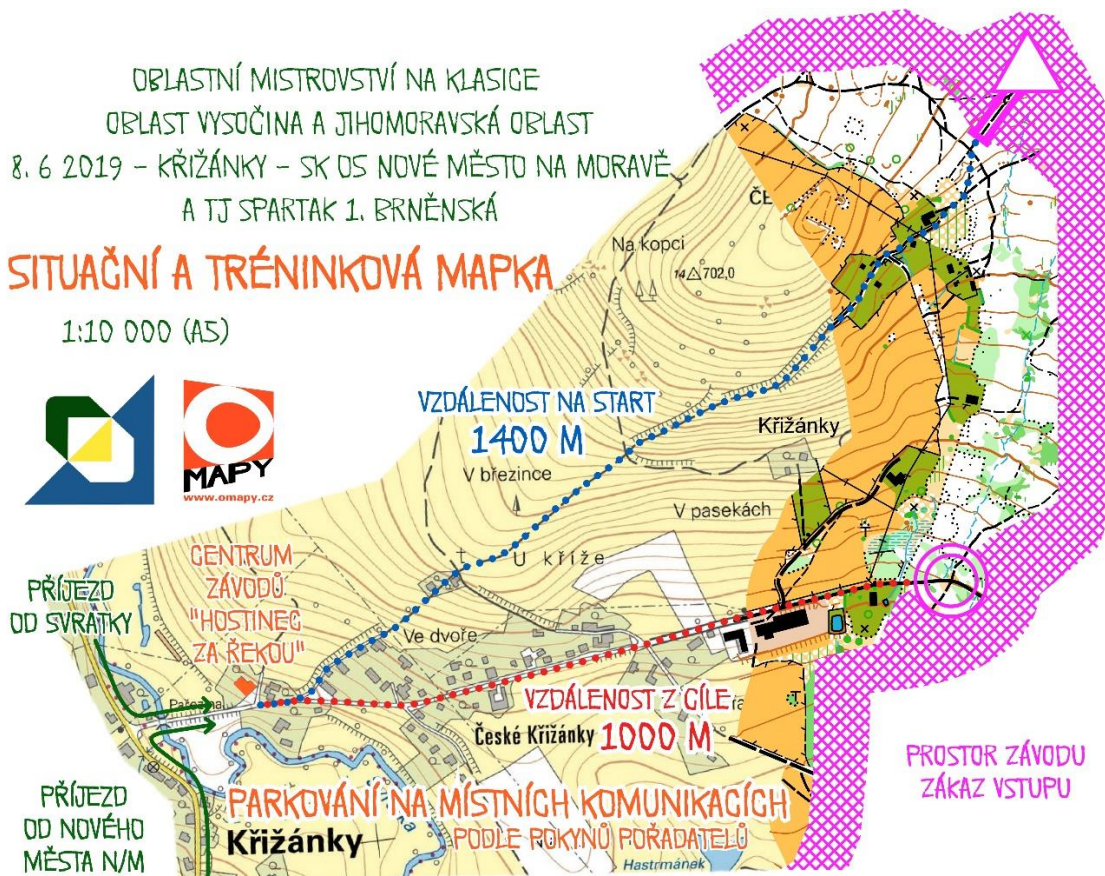 OBLASTNÍ MISTROVSTVÍ NA KLASICE
OBLAST VYSOČINA A JIHOMORAVSKÁ OBLAST
8. 6 2019 – KŘIŽÁNKY – SK OS NOVÉ MĚSTO NA MORAVĚ
A TJ SPARTAK 1. BRNĚNSKÁ
SITUAČNÍ A TRÉNINKOVÁ MAPKA
1:10 000 (A5)
MAPY
www.omapy.cz
ČE
Na kopci
14 702,0
VZDÁLENOST NA START
1400 M
Křižánky
V březince
V pasekách
U kříže
CENTRUM
ZÁVODŮ
"HOSTINEC
ZA ŘEKOU"
PŘÍJEZD
OD SVRATKY
Ve dvoře
VZDÁLENOST Z CÍLE
1000 M
České Křižánky
PROSTOR ZÁVODU
ZÁKAZ VSTUPU
PŘÍJEZD
OD NOVÉHO
MĚSTA N/M
PARKOVÁNÍ NA MÍSTNÍCH KOMUNIKACÍCH
PODLE POKYNŮ POŘADATELŮ
Křižánky
Hastrmánek